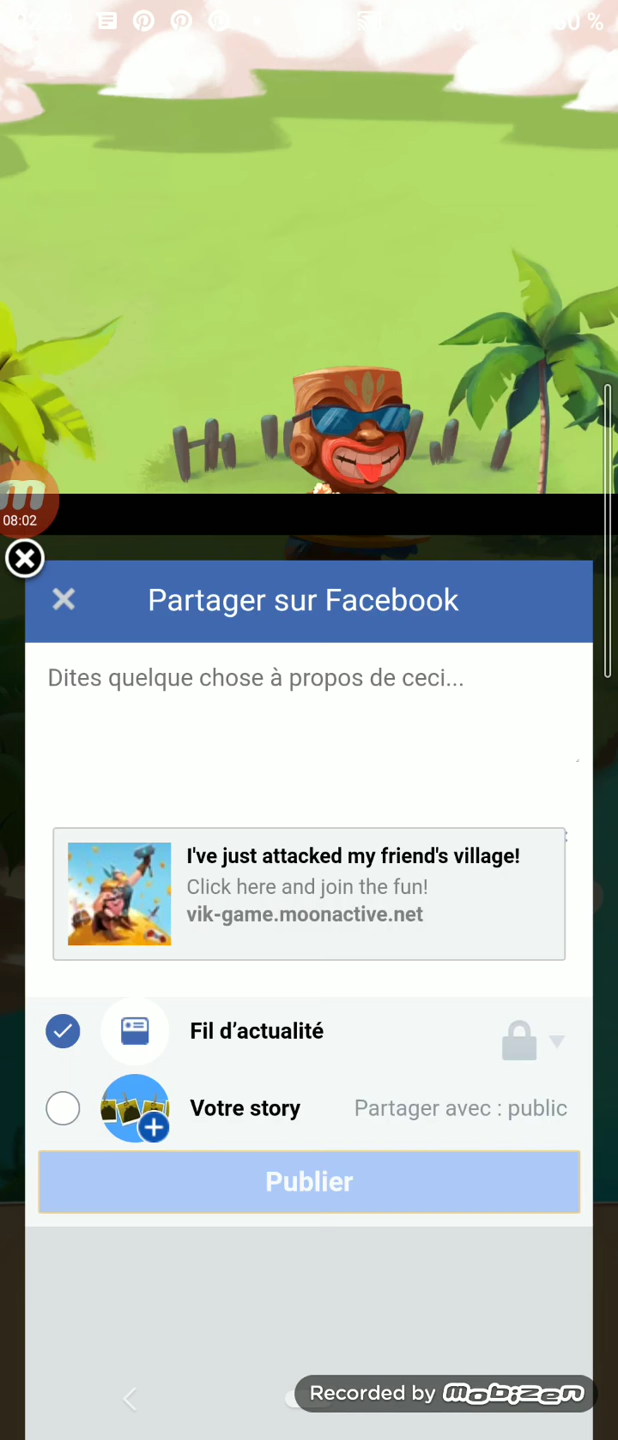 Partager sur Facebook
Dites quelque chose à propos de ceci...
I've just attacked my friend's village!
Click here and join the fun!
vik-game.moonactive.net
Fil d’actualité
Votre story Partager avec : public
Publier
08:02
Recorded by mobizen